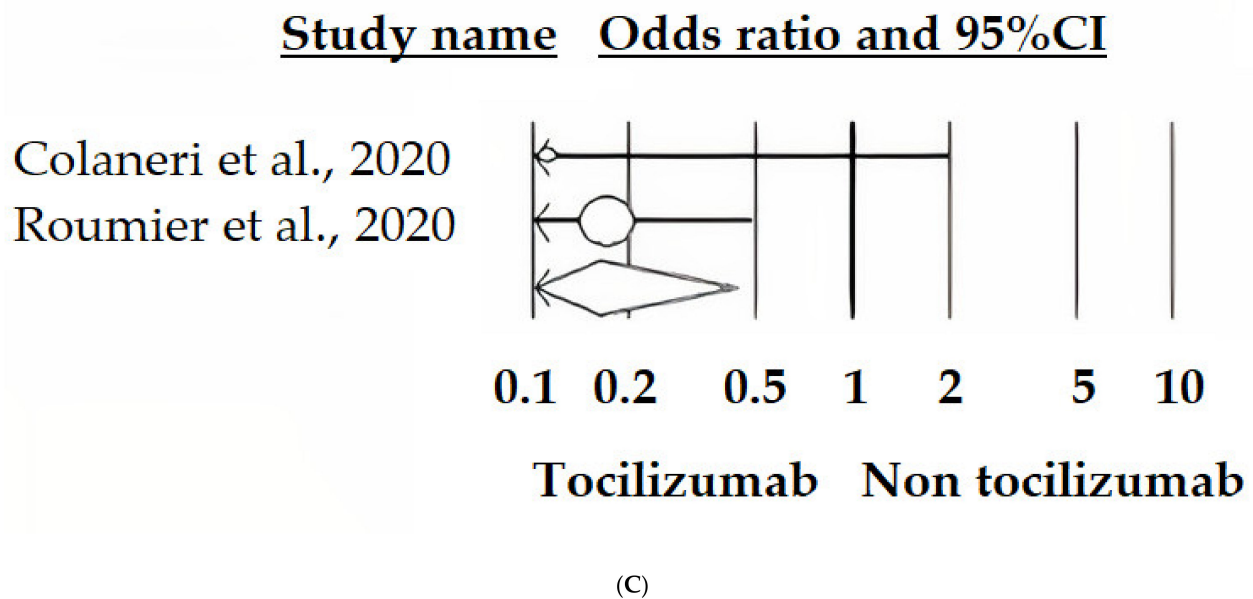 Study name Odds ratio and 95%CI
Colaneri et al., 2020
Roumier et al., 2020
0.1 0.2 0.5 1 2 5 10
Tocilizumab Non tocilizumab
(C)